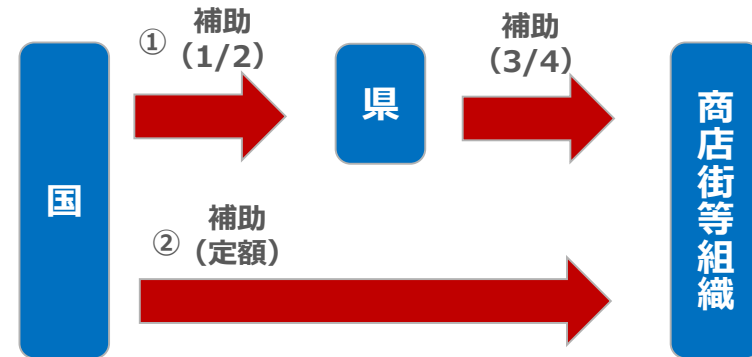 国
① 補助
(1/2)
県
補助
(3/4)
商店街等組織
② 補助
(定額)